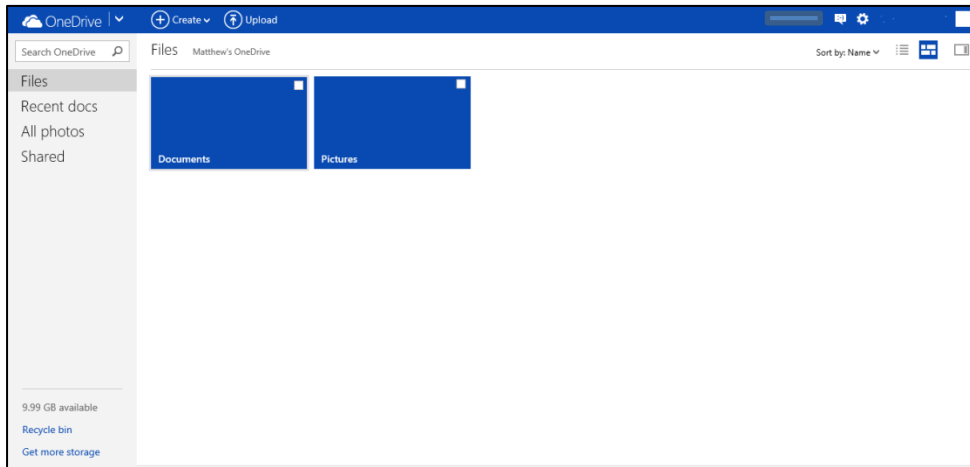 OneDrive Create Upload
Search OneDrive Files Matthew's OneDrive Sort by: Name
Files
Recent docs
All photos
Shared
Documents Pictures
9.99 GB available
Recycle bin
Get more storage